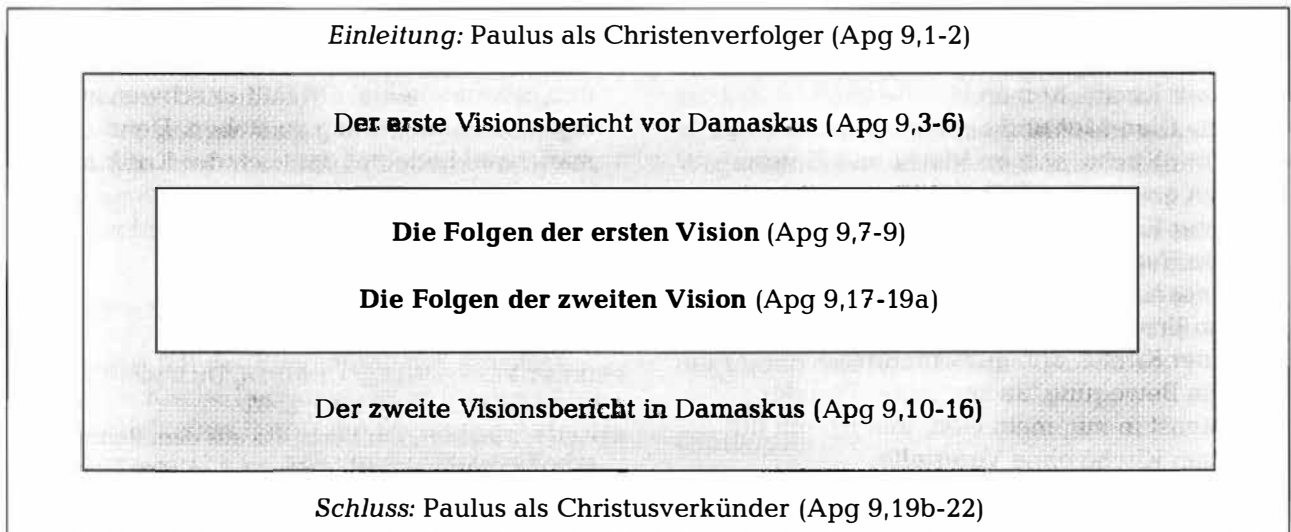 Einleitung: Paulus als Christenverfolger (Apg 9,1-2)
Der erste Visionsbericht vor Damaskus (Apg 9,3-6)
Die Folgen der ersten Vision (Apg 9,7-9)
Die Folgen der zweiten Vision (Apg 9,17-19a)
Der zweite Visionsbericht in Damaskus (Apg 9,10-16)
Schluss: Paulus als Christusverkünder (Apg 9,19b-22)